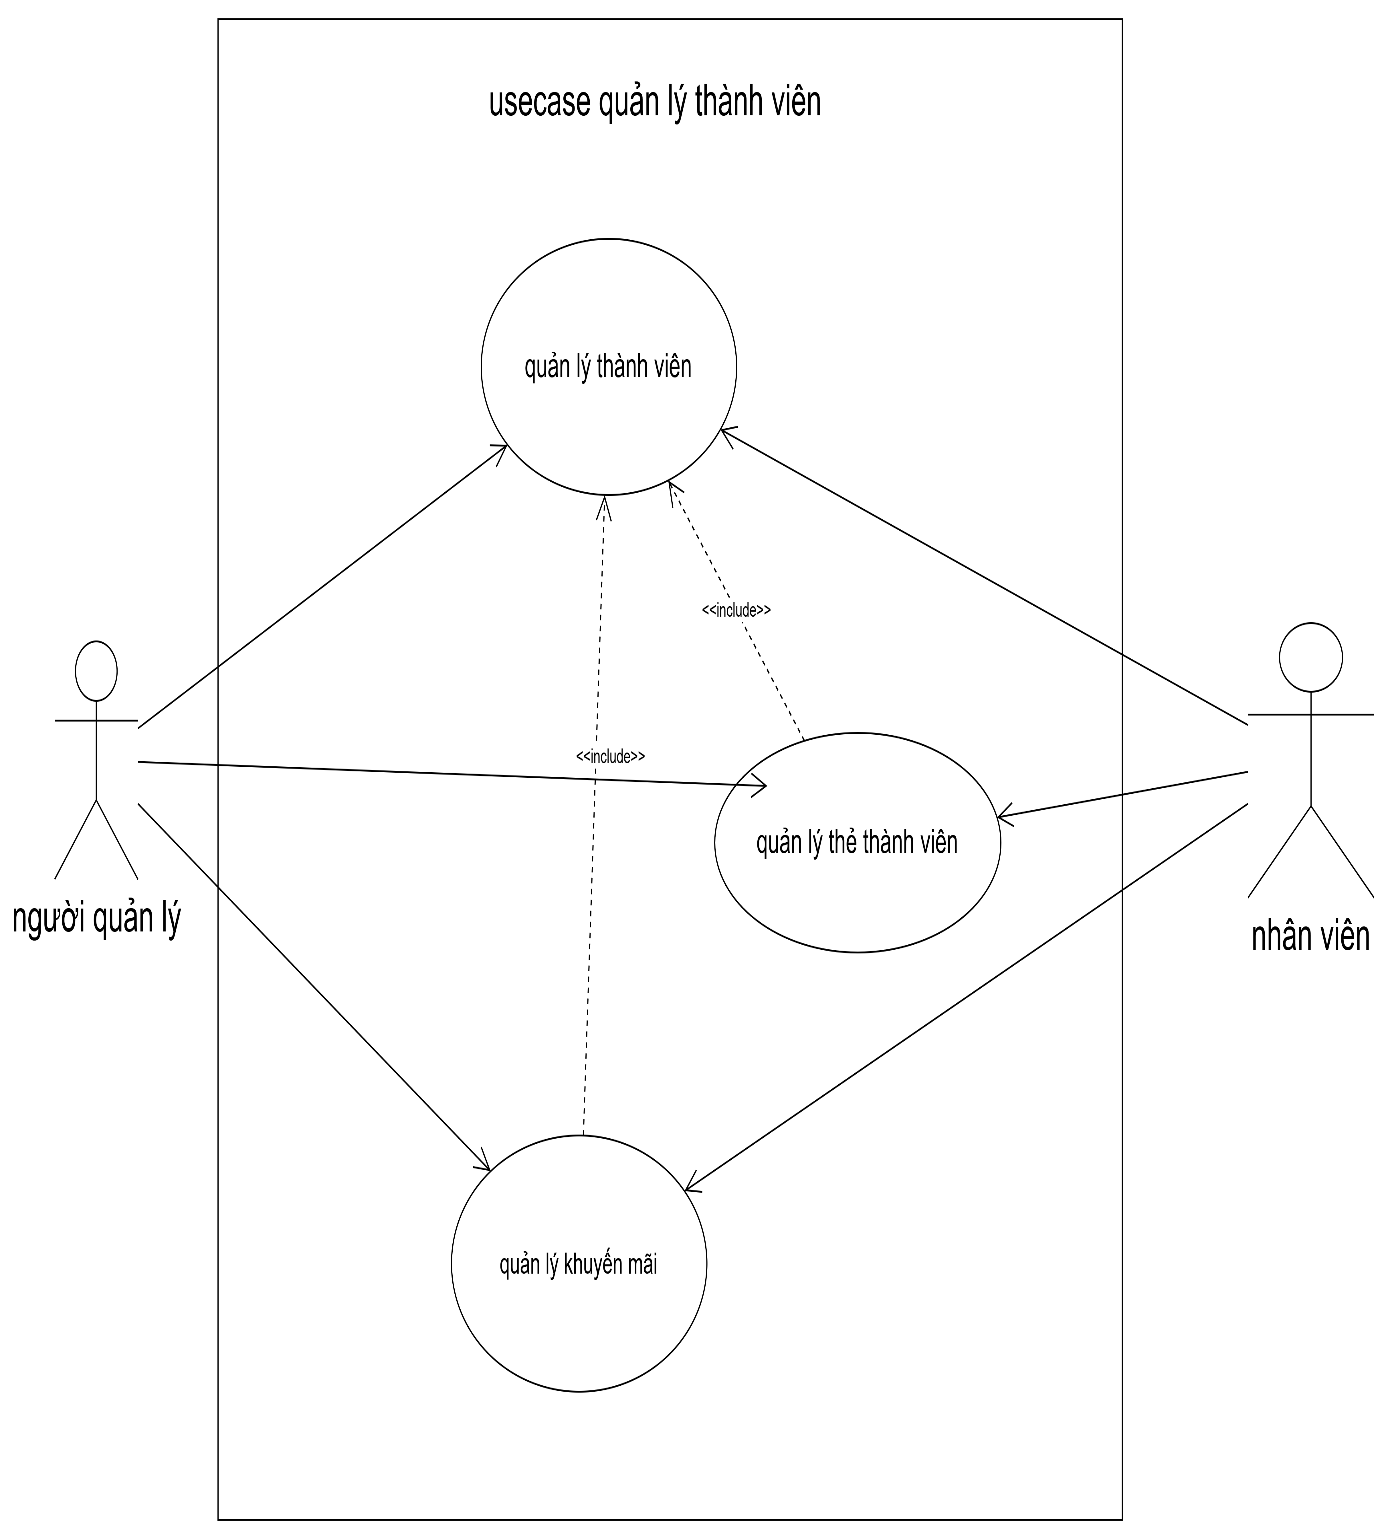 usecase quản lý thành viên
quản lý thành viên
<<include>>
<<include>>
quản lý thẻ thành viên
người quản lý
nhân viên
quản lý khuyến mãi